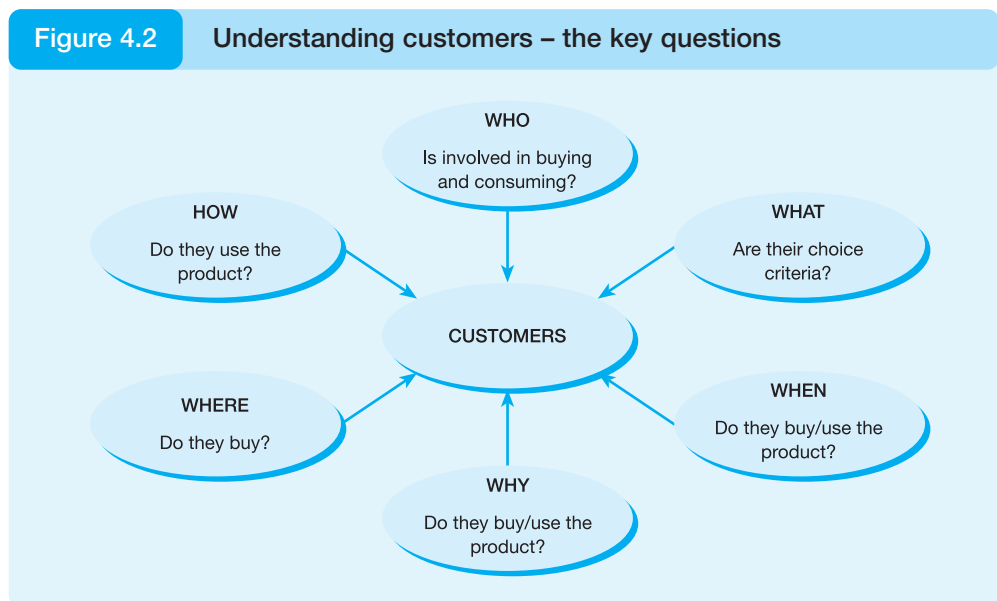 Figure 4.2
Understanding customers – the key questions
WHO
Is involved in buying
and consuming?
HOW
Do they use the
product?
WHAT
Are their choice
criteria?
CUSTOMERS
WHERE
Do they buy?
WHEN
Do they buy/use the
product?
WHY
Do they buy/use the
product?